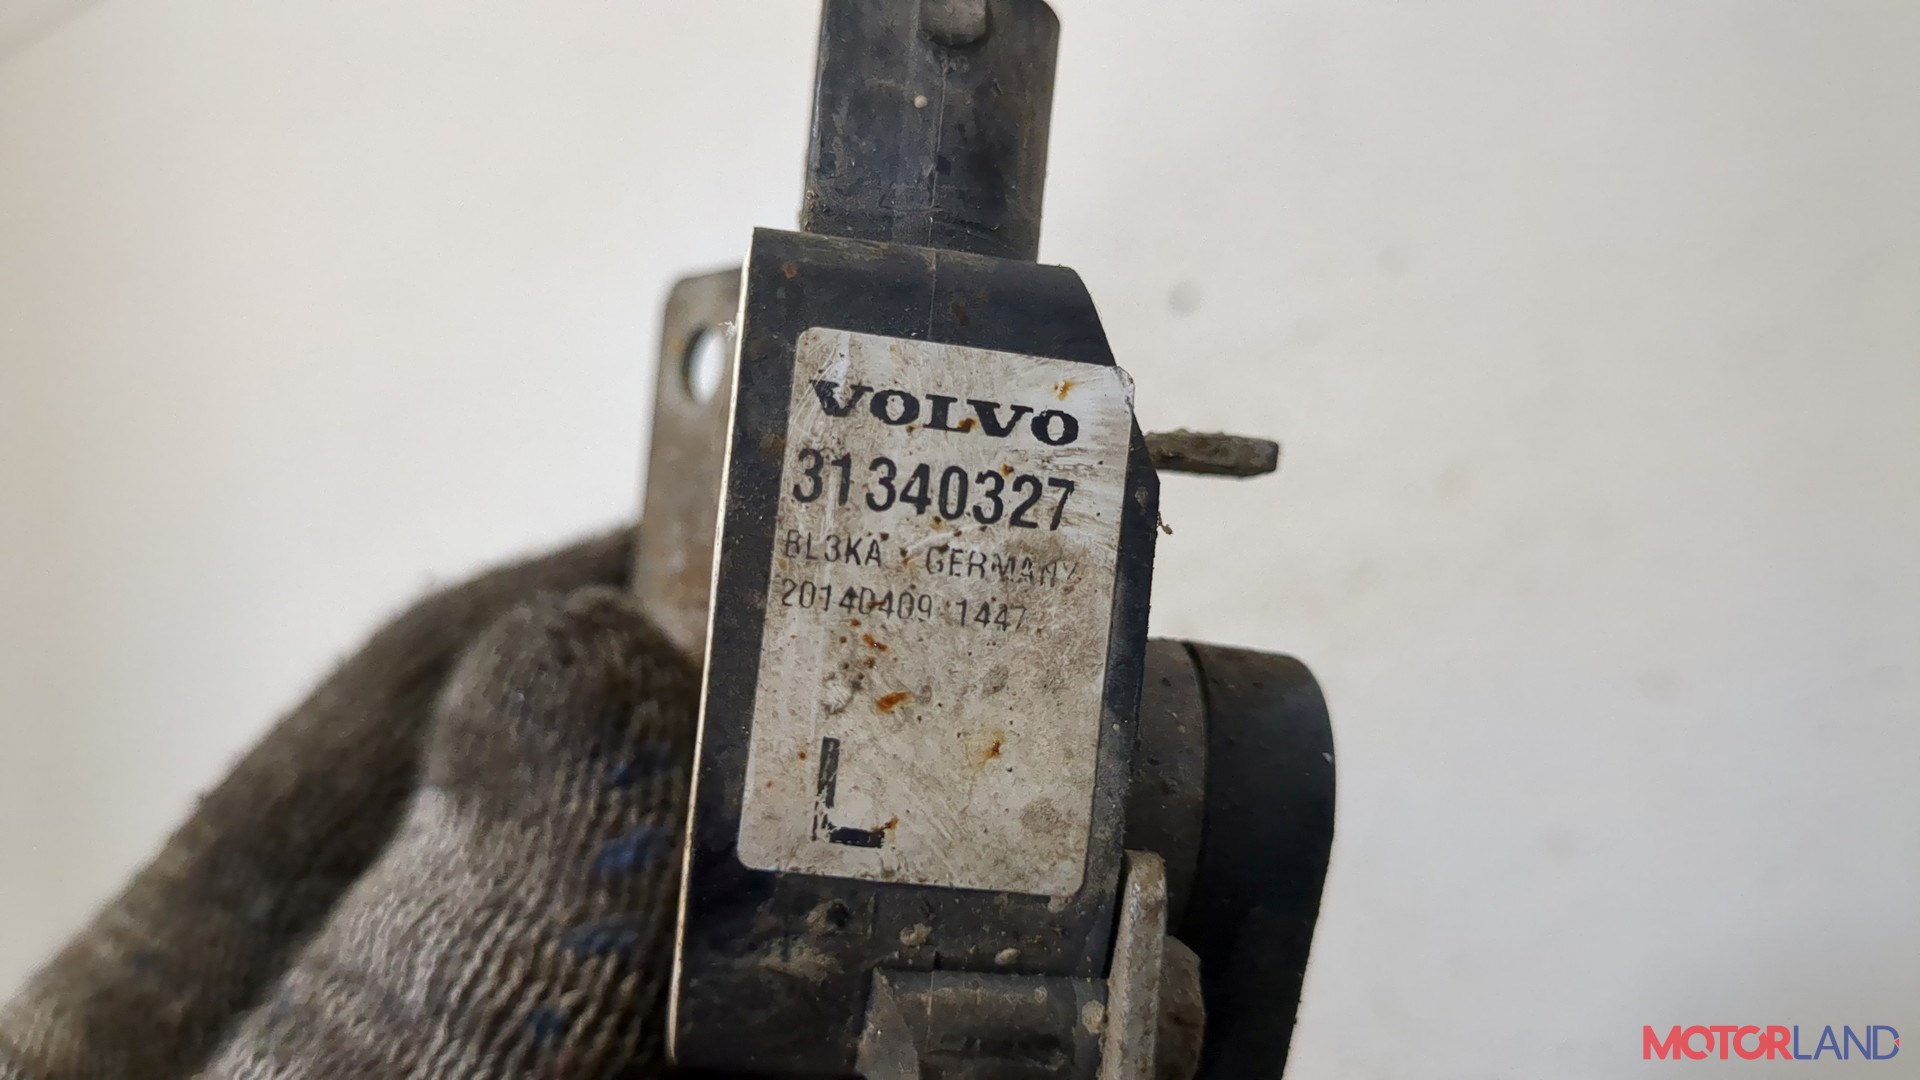 VOLVO
31340327
BL3KA GERMANY
20140409 1447
L
MOTORLAND